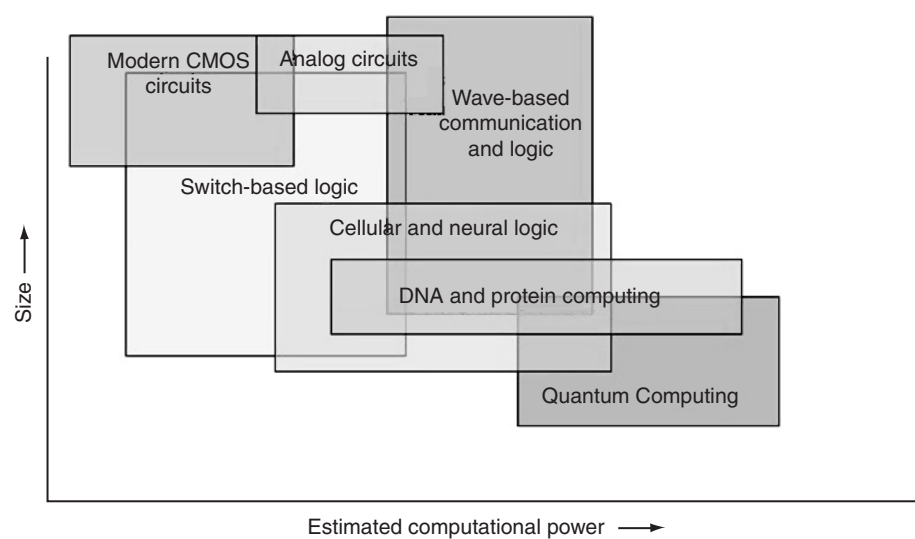 Modern CMOS
circuits
Analog circuits
Wave-based
communication
and logic
Switch-based logic
Cellular and neural logic
DNA and protein computing
Quantum Computing
Size
Estimated computational power